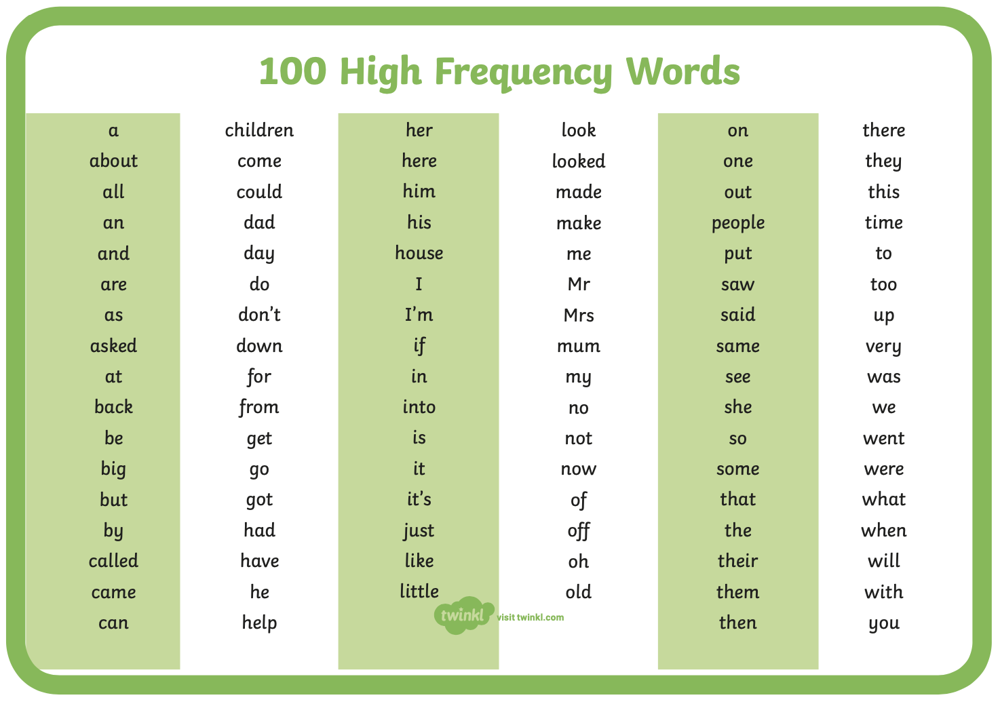 100 High Frequency Words
a
about
all
an
and
are
as
asked
at
back
be
big
but
by
called
came
can
children
come
could
dad
day
do
don’t
down
for
from
get
go
got
had
have
he
help
her
here
him
his
house
I
I’m
if
in
into
is
it
it’s
just
like
little
look
looked
made
make
me
Mr
Mrs
mum
my
no
not
now
of
off
oh
old
on
one
out
people
put
saw
said
same
see
she
so
some
that
the
their
them
then
there
they
this
time
to
too
up
very
was
we
went
were
what
when
will
with
you
twinkl visit twinkl.com